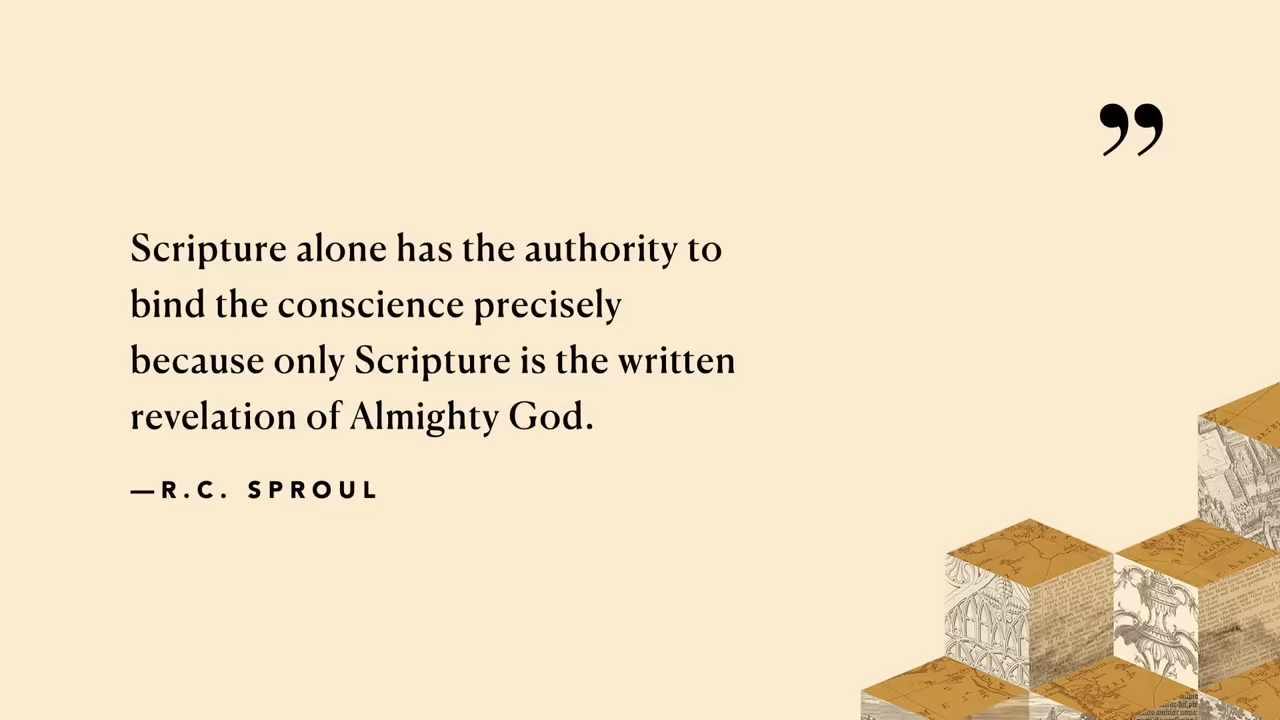 ”
Scripture alone has the authority to
bind the conscience precisely
because only Scripture is the written
revelation of Almighty God.
—R.C. SPROUL